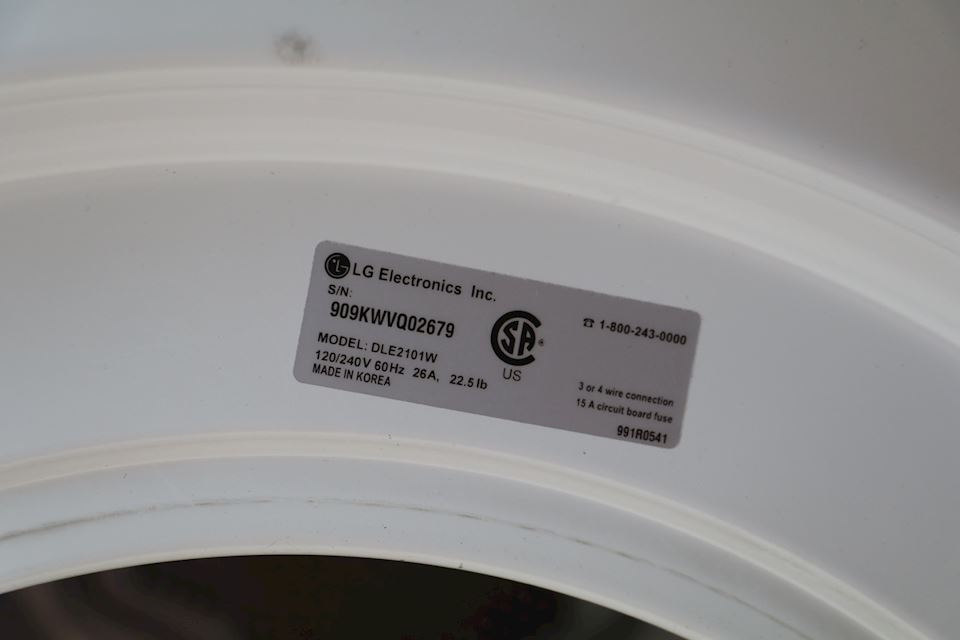 LG Electronics Inc.
S/N:
909KWVQ02679
MODEL: DLE2101W
120/240V 60Hz 26A, 22.5 lb
MADE IN KOREA
SA
US
☎ 1-800-243-0000
3 or 4 wire connection
15 A circuit board fuse
991R0541